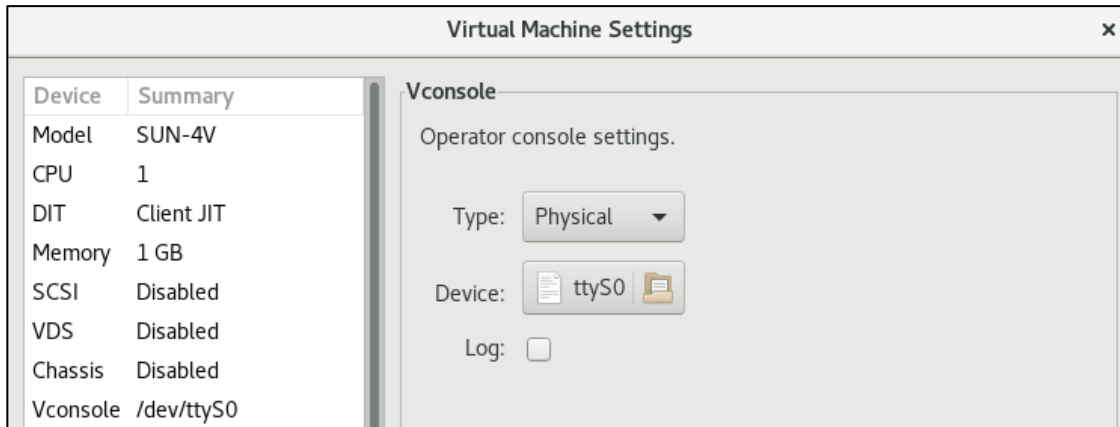 Virtual Machine Settings ×
Device Summary
Model SUN-4V
CPU 1
DIT Client JIT
Memory 1 GB
SCSI Disabled
VDS Disabled
Chassis Disabled
Vconsole /dev/ttyS0
Vconsole
Operator console settings.
Type: Physical
Device: ttyS0
Log: